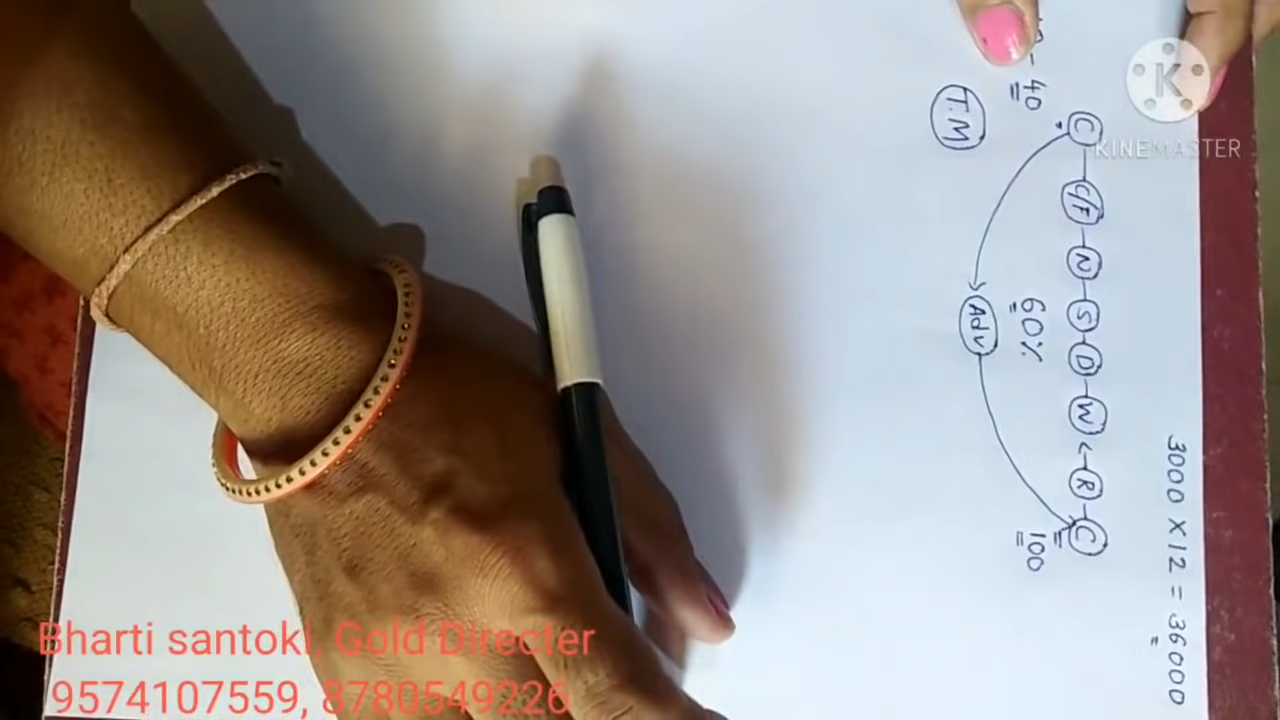 3000 X 12 = 36000
C - C/F - N - S - D - W < R - C
- 40
60%
100
T.M
Adv
K
KINEMASTER
Bharti santoki, Gold Directer
9574107559, 8780549226